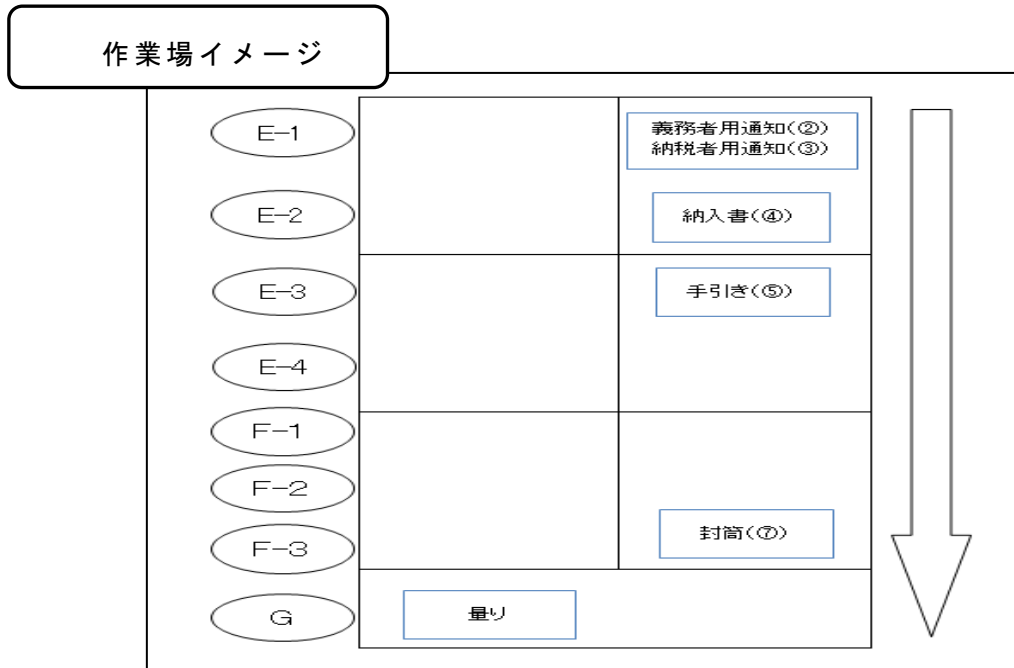 作業場イメージ
E-1
義務者用通知(②)
納税者用通知(③)
E-2
納入書(④)
E-3
手引き(⑤)
E-4
F-1
F-2
F-3
封筒(⑦)
G
量り